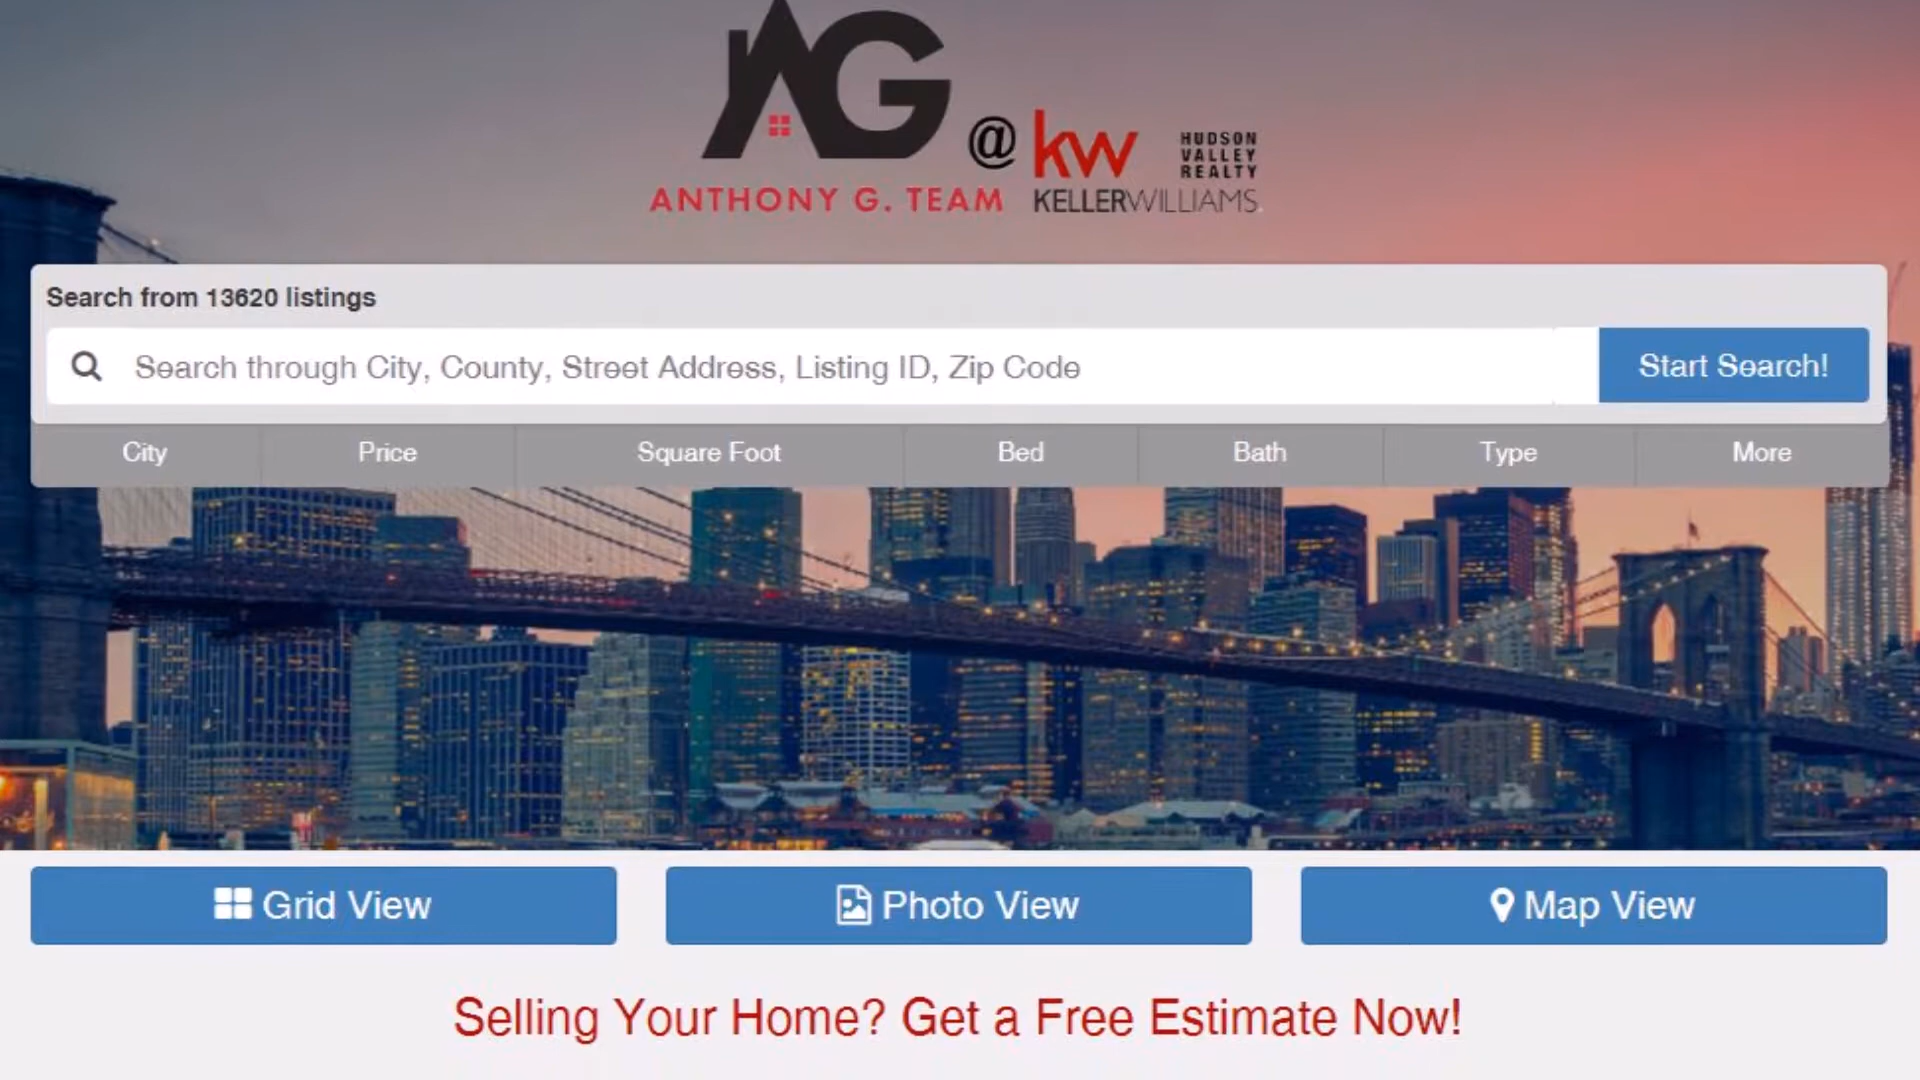 AG
@ kw
HUDSON
VALLEY
REALTY
ANTHONY G. TEAM
KELLERWILLIAMS.
Search from 13620 listings
Search through City, County, Street Address, Listing ID, Zip Code
Start Search!
City
Price
Square Foot
Bed
Bath
Type
More
Grid View
Photo View
Map View
Selling Your Home? Get a Free Estimate Now!